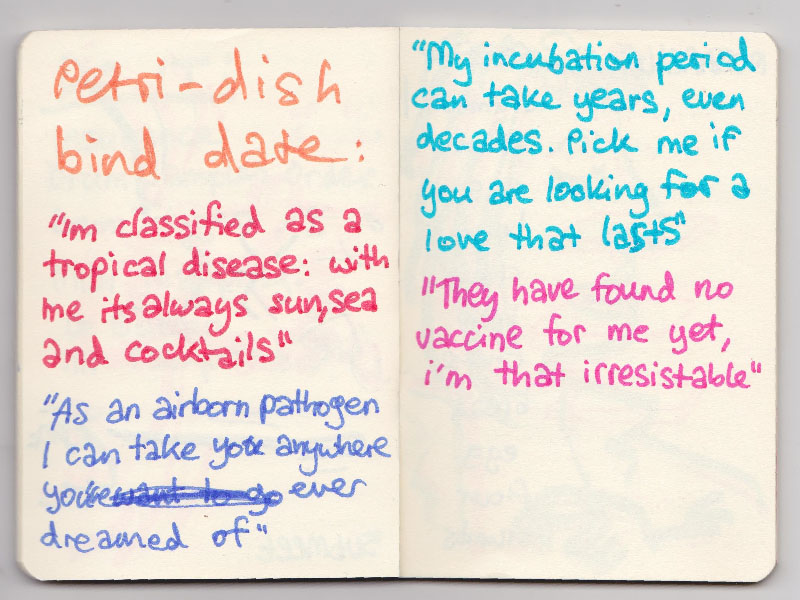 Petri-dish
bind date:
"Im classified as a
tropical disease: with
me its always sun, sea
and cocktails"
"As an airborn pathogen
I can take you anywhere
you've want to go ever
dreamed of"
"My incubation period
can take years, even
decades. Pick me if
you are looking for a
love that lasts"
"They have found no
vaccine for me yet,
i'm that irresistable"